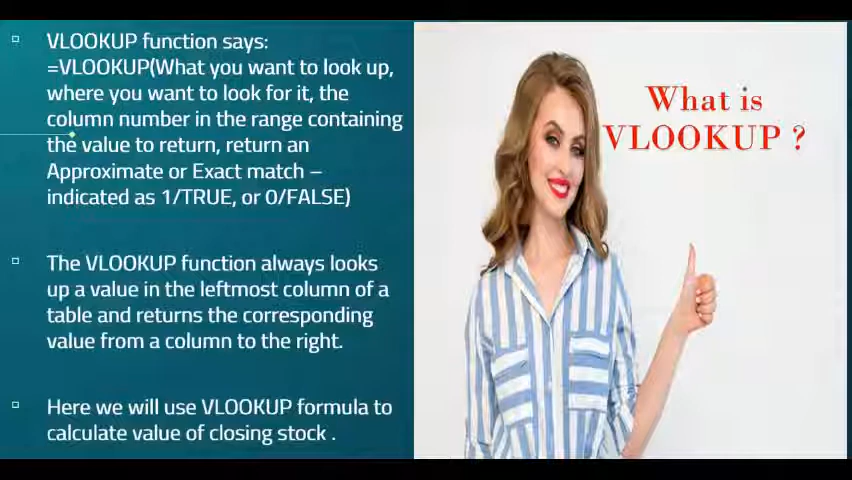 VLOOKUP function says:
=VLOOKUP(What you want to look up,
where you want to look for it, the
column number in the range containing
the value to return, return an
Approximate or Exact match –
indicated as 1/TRUE, or 0/FALSE)
The VLOOKUP function always looks
up a value in the leftmost column of a
table and returns the corresponding
value from a column to the right.
Here we will use VLOOKUP formula to
calculate value of closing stock .
What is
VLOOKUP ?